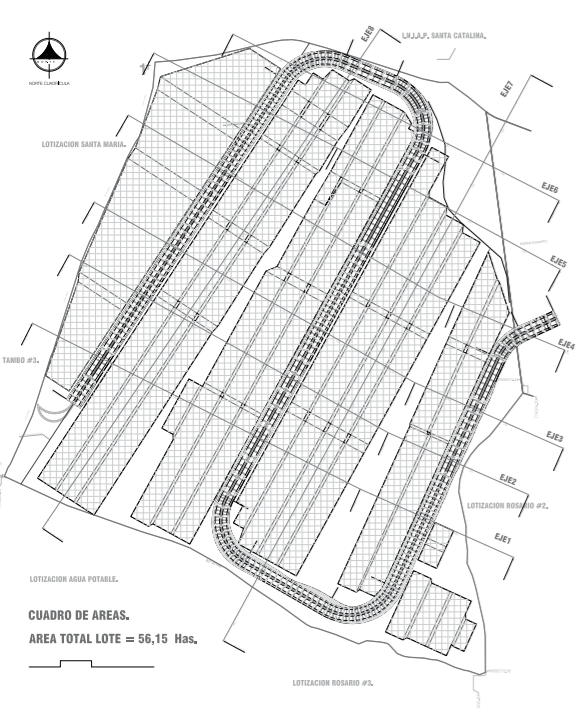 EJE8
I.N.I.A.P. SANTA CATALINA.
NORTE CUADRICULA
EJE7
LOTIZACION SANTA MARIA.
EJE6
EJE5
EJE4
TAMBO #3.
EJE3
EJE2
LOTIZACION ROSARIO #2.
EJE1
LOTIZACION AGUA POTABLE.
CUADRO DE AREAS.
AREA TOTAL LOTE = 56,15 Has.
LOTIZACION ROSARIO #3.